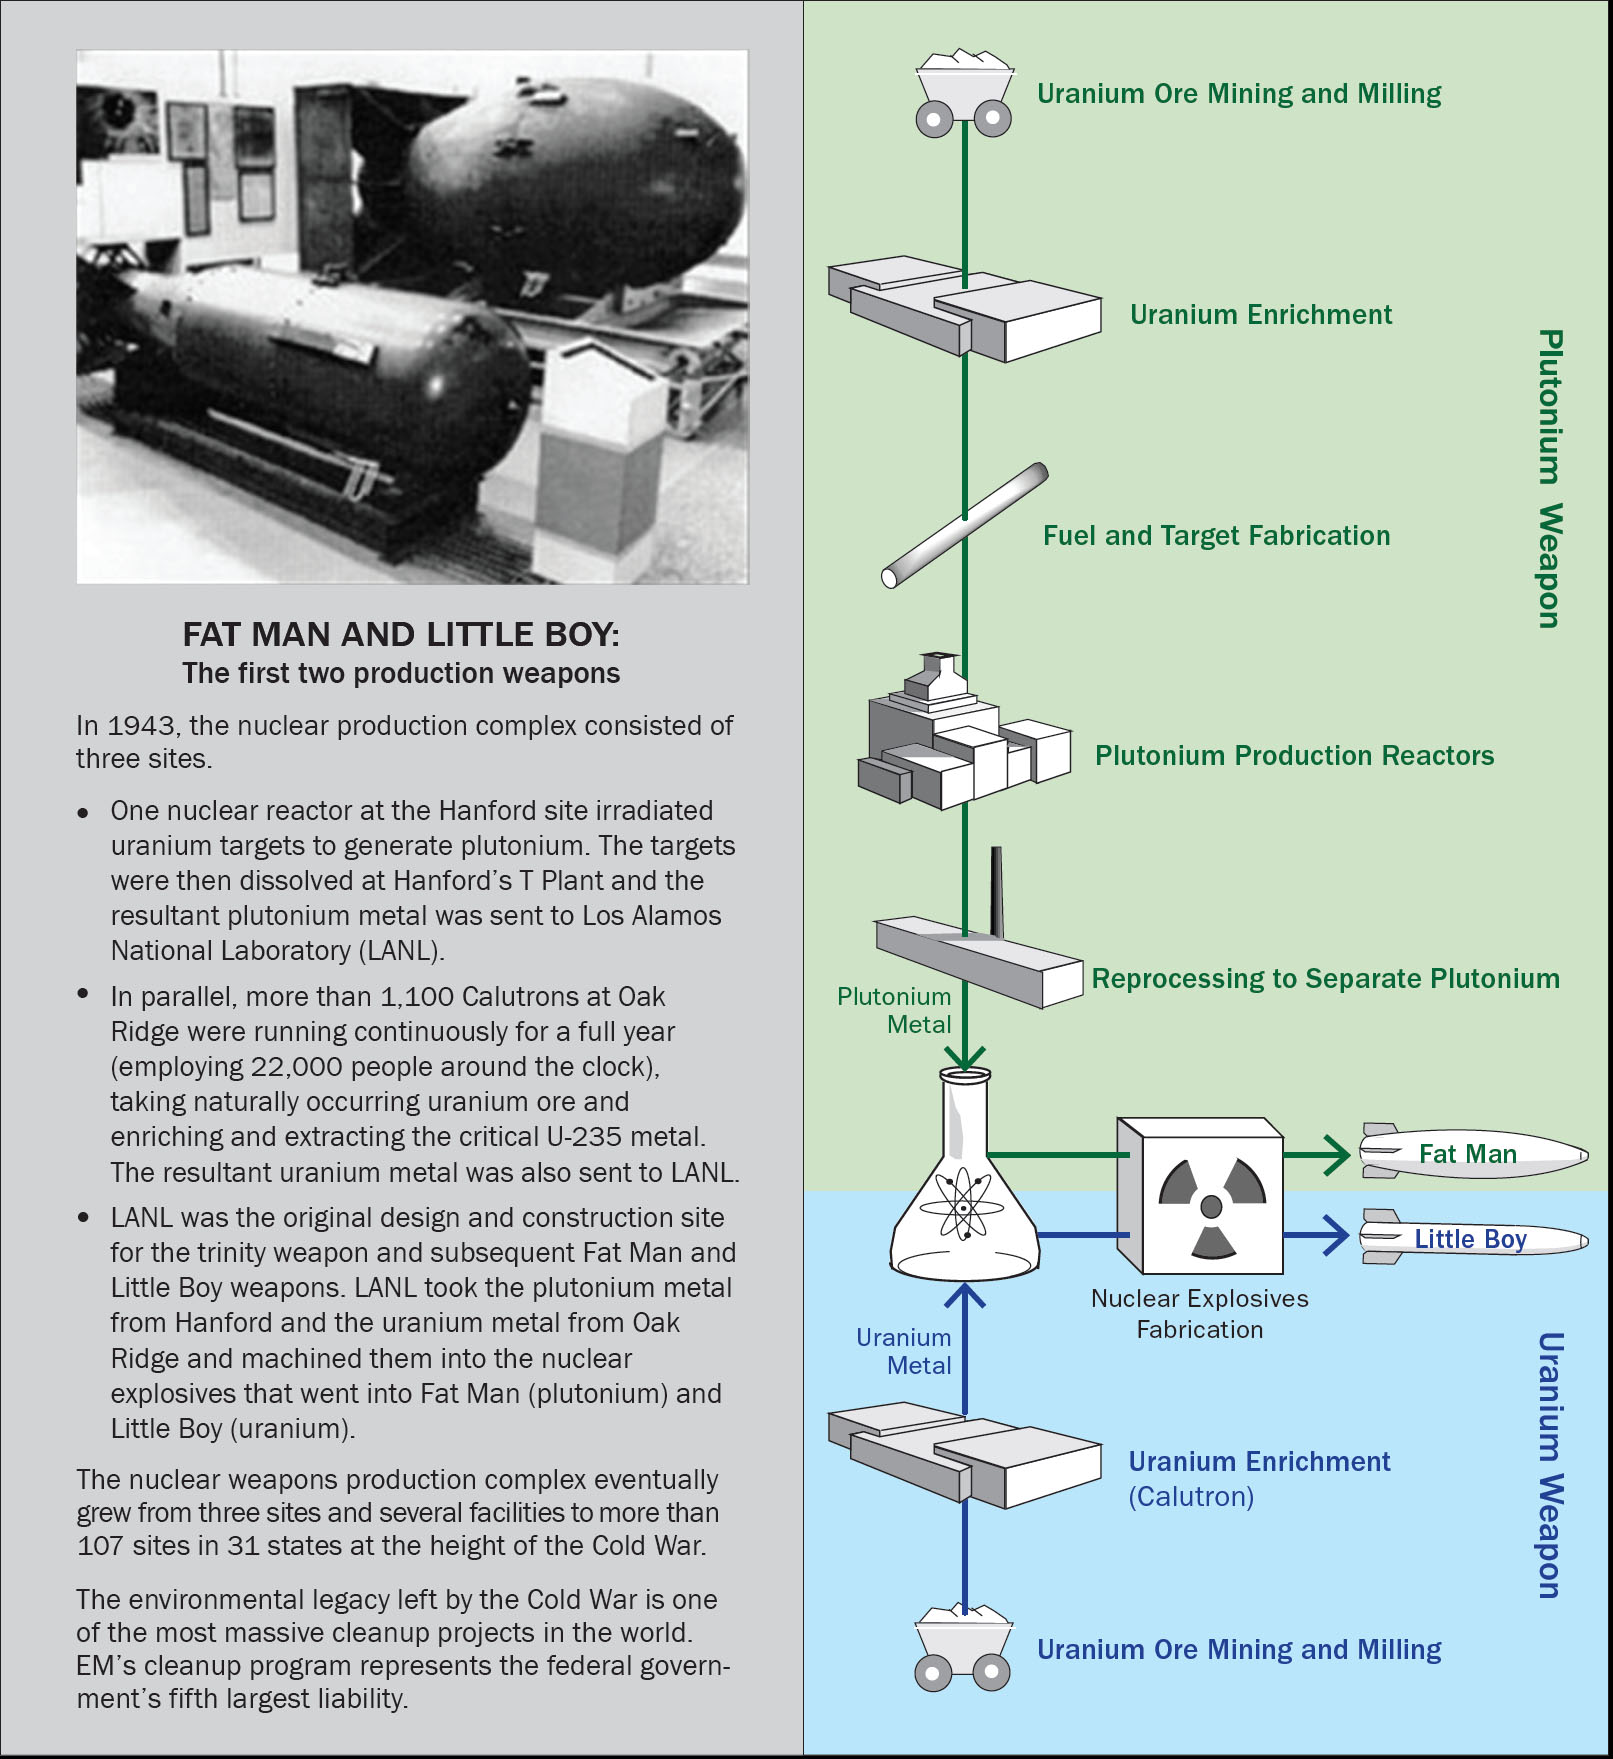 FAT MAN AND LITTLE BOY:
The first two production weapons
In 1943, the nuclear production complex consisted of
three sites.
• One nuclear reactor at the Hanford site irradiated
uranium targets to generate plutonium. The targets
were then dissolved at Hanford's T Plant and the
resultant plutonium metal was sent to Los Alamos
National Laboratory (LANL).
• In parallel, more than 1,100 Calutrons at Oak
Ridge were running continuously for a full year
(employing 22,000 people around the clock),
taking naturally occurring uranium ore and
enriching and extracting the critical U-235 metal.
The resultant uranium metal was also sent to LANL.
• LANL was the original design and construction site
for the trinity weapon and subsequent Fat Man and
Little Boy weapons. LANL took the plutonium metal
from Hanford and the uranium metal from Oak
Ridge and machined them into the nuclear
explosives that went into Fat Man (plutonium) and
Little Boy (uranium).
The nuclear weapons production complex eventually
grew from three sites and several facilities to more than
107 sites in 31 states at the height of the Cold War.
The environmental legacy left by the Cold War is one
of the most massive cleanup projects in the world.
EM's cleanup program represents the federal govern-
ment's fifth largest liability.
Uranium Ore Mining and Milling
Uranium Enrichment
Fuel and Target Fabrication
Plutonium Production Reactors
Reprocessing to Separate Plutonium
Plutonium
Metal
Plutonium Weapon
Fat Man
Little Boy
Nuclear Explosives
Fabrication
Uranium
Metal
Uranium Enrichment
(Calutron)
Uranium Ore Mining and Milling
Uranium Weapon